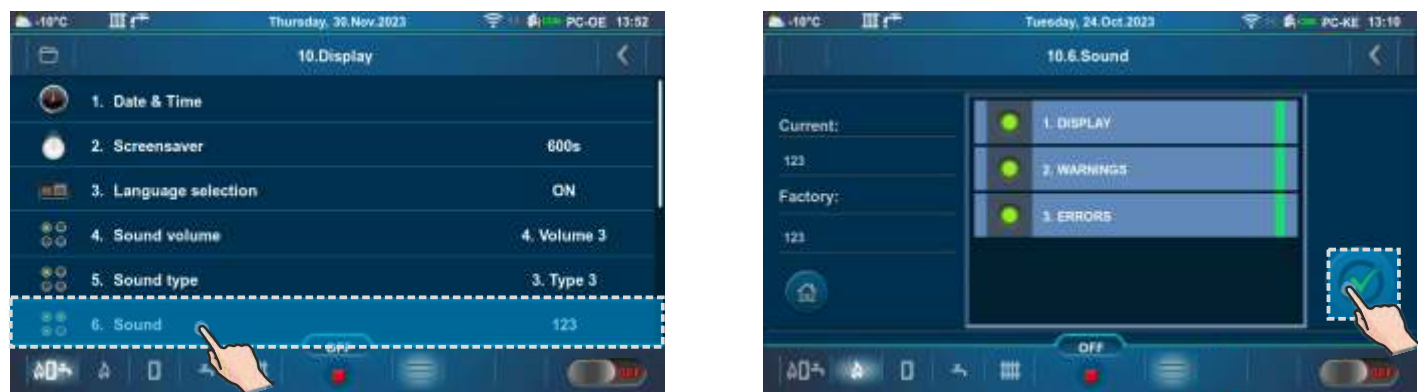 -10°C Thursday, 30.Nov.2023 PC-OE 13:52
10.Display
1. Date & Time
2. Screensaver 600s
3. Language selection ON
4. Sound volume 4. Volume 3
5. Sound type 3. Type 3
6. Sound 123
OFF
OFF
-10°C Tuesday, 24.Oct.2023 PC-KE 13:10
10.6.Sound
Current:
123
Factory:
123
1. DISPLAY
2. WARNINGS
3. ERRORS
OFF
OFF